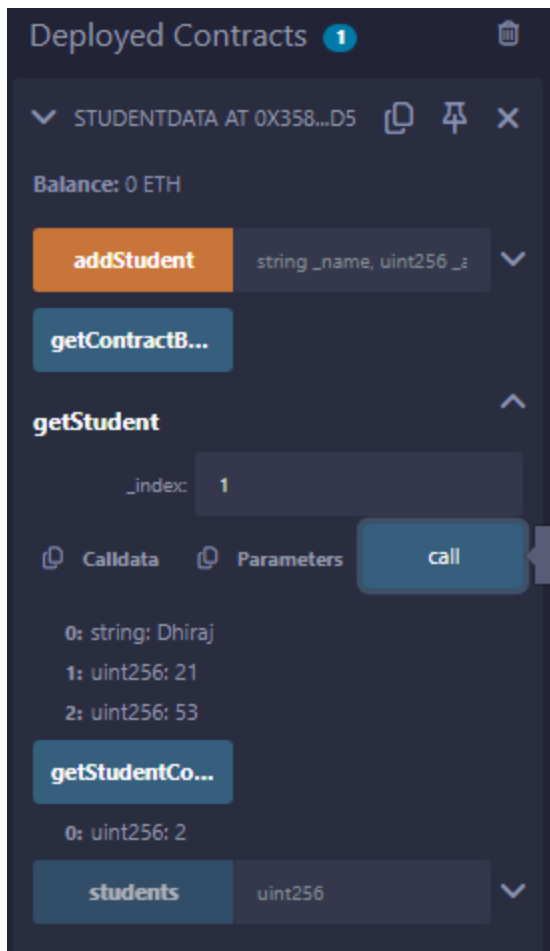 Deployed Contracts 1
STUDENTDATA AT 0X358...D5
Balance: 0 ETH
addStudent string _name, uint256 _a
getContractB...
getStudent
_index: 1
Calldata Parameters call
0: string: Dhiraj
1: uint256: 21
2: uint256: 53
getStudentCo...
0: uint256: 2
students uint256